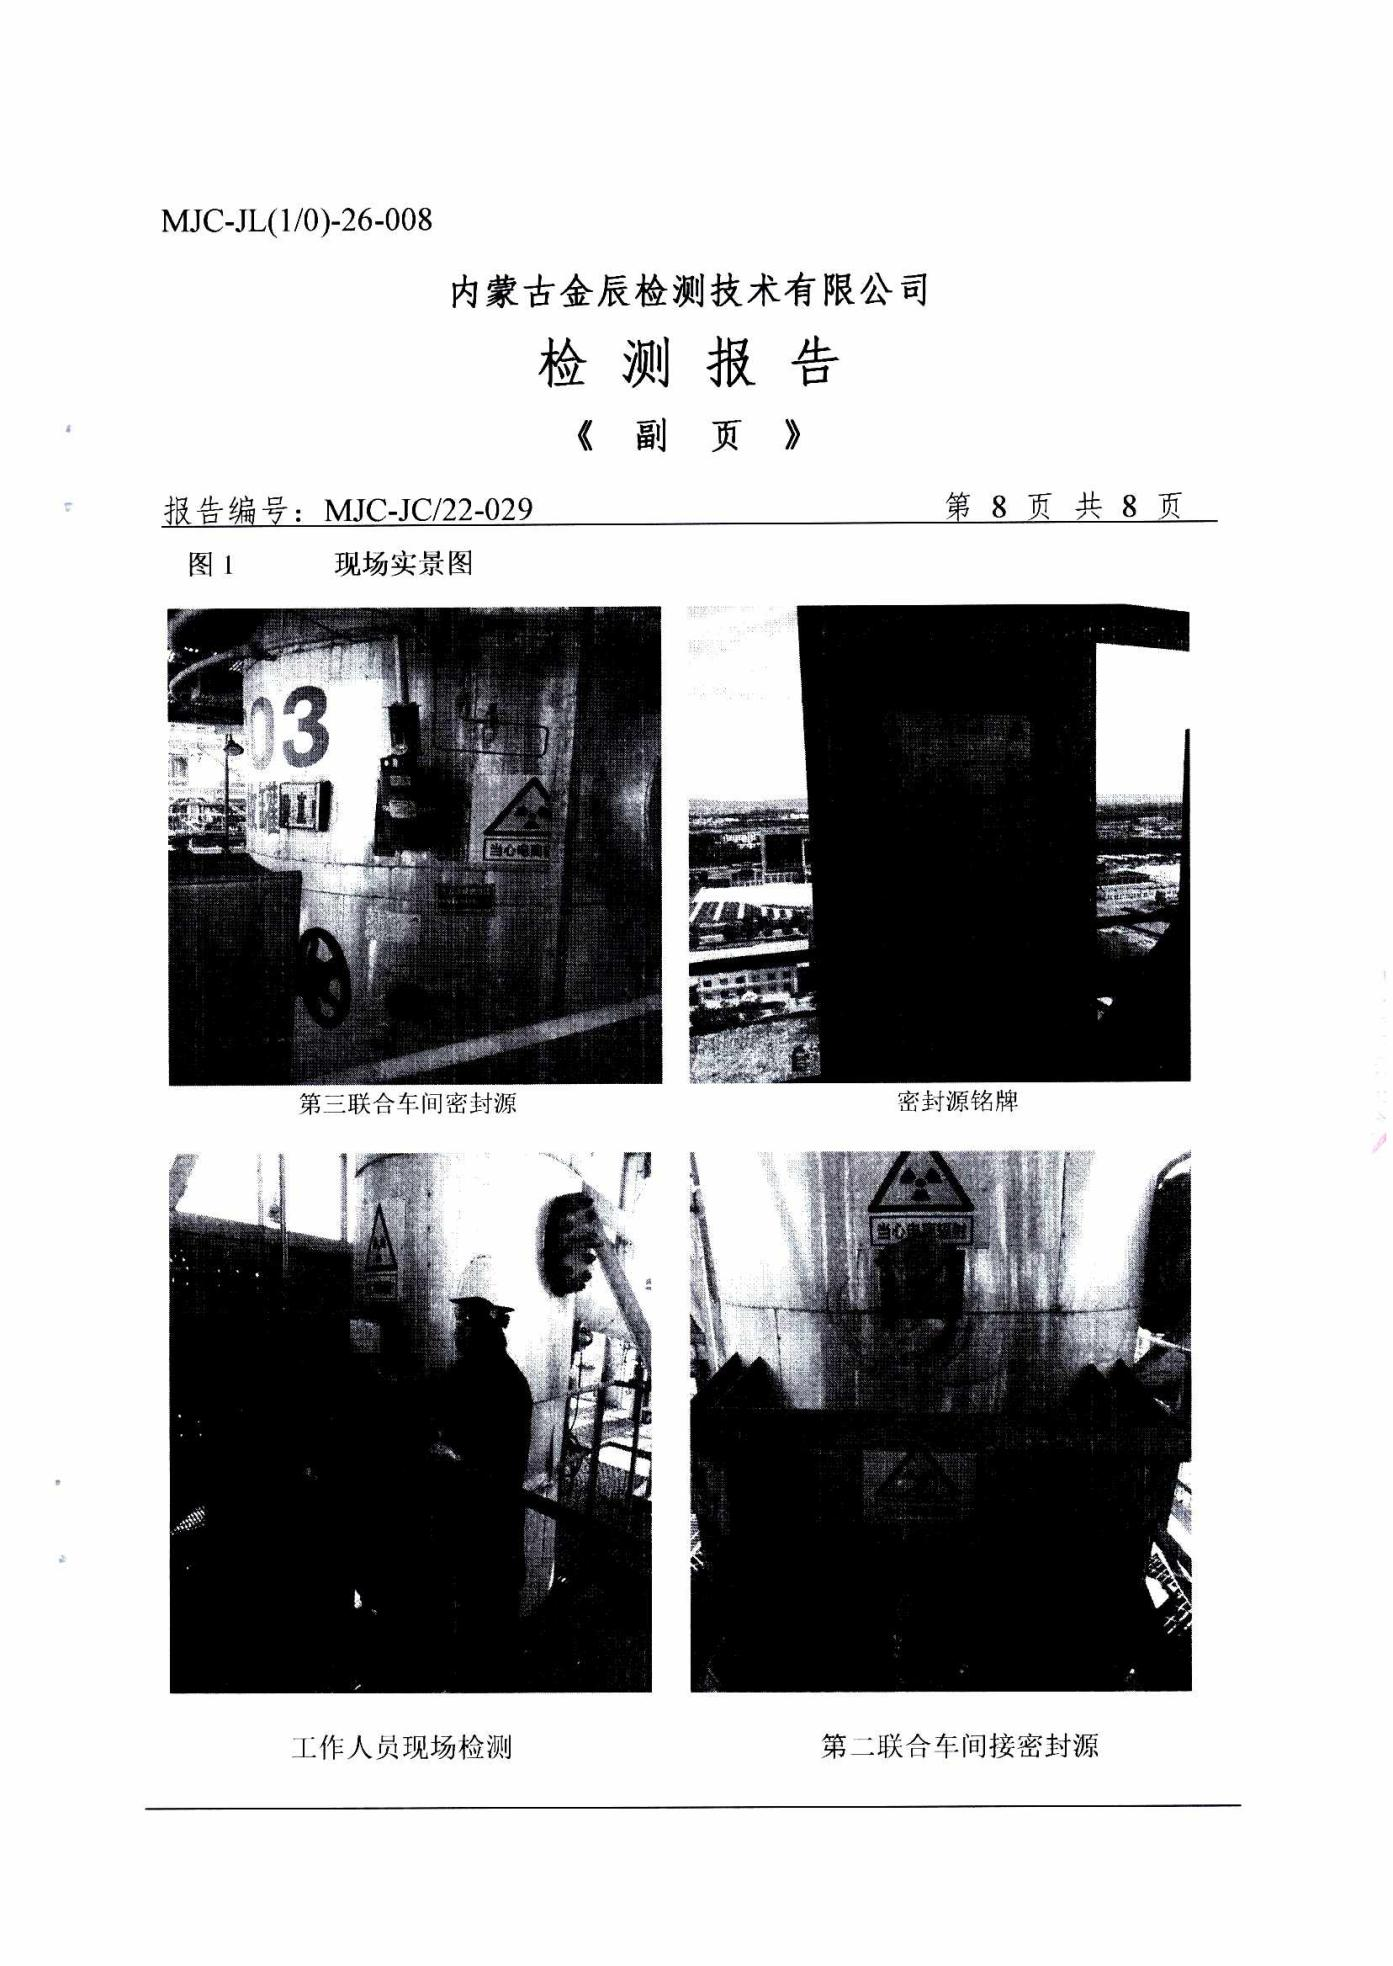 MJC-JL(1/0)-26-008
内蒙古金辰检测技术有限公司
检测报告
《副页》
报告编号：MJC-JC/22-029 第 8 页 共 8 页
图 1 现场实景图
03
当心电离
第三联合车间密封源
密封源铭牌
当心电离辐射
工作人员现场检测
第二联合车间接密封源